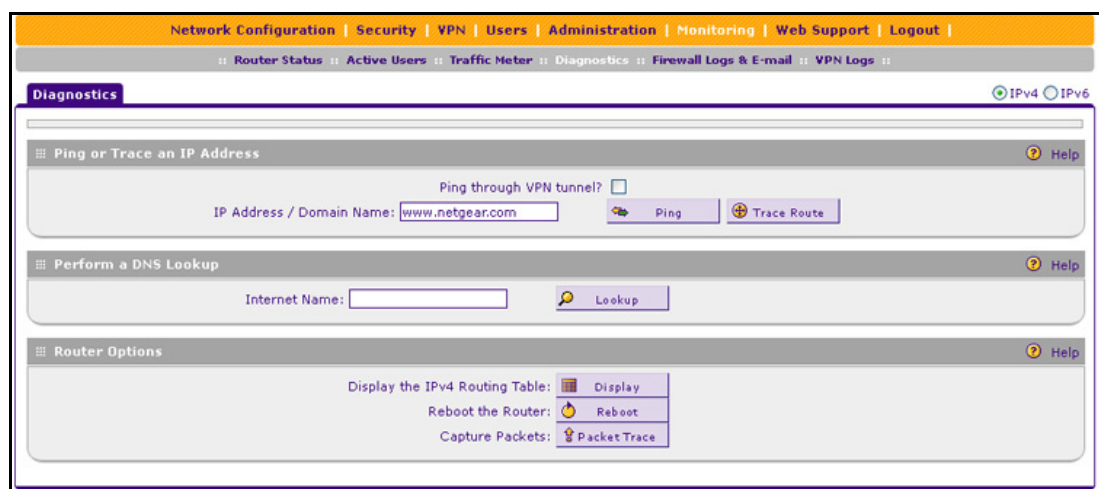 Network Configuration | Security | VPN | Users | Administration | Monitoring | Web Support | Logout |
:: Router Status :: Active Users :: Traffic Meter :: Diagnostics :: Firewall Logs & E-mail :: VPN Logs ::
Diagnostics IPv4 IPv6
Ping or Trace an IP Address ? Help
Ping through VPN tunnel?
IP Address / Domain Name: www.netgear.com Ping Trace Route
Perform a DNS Lookup ? Help
Internet Name: Lookup
Router Options ? Help
Display the IPv4 Routing Table: Display
Reboot the Router: Reboot
Capture Packets: Packet Trace